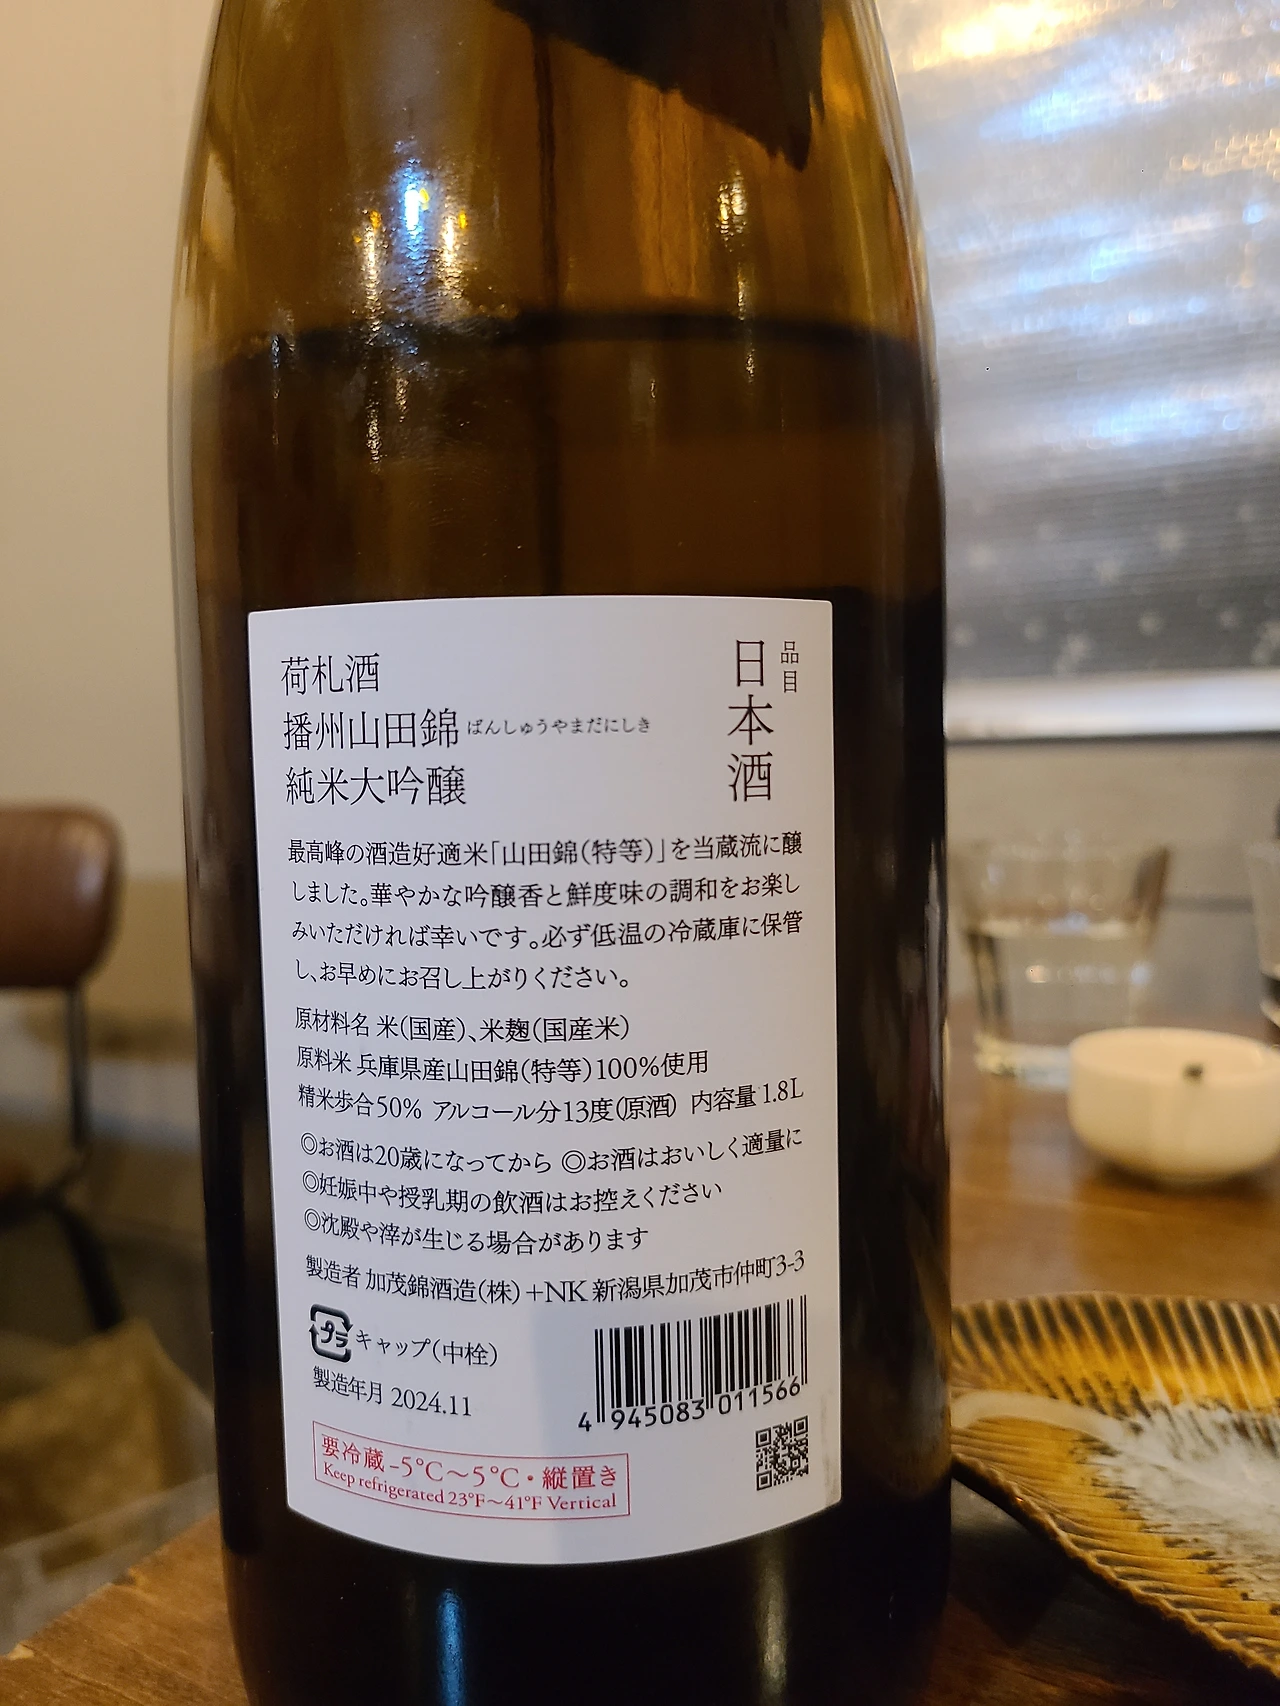 荷札酒
播州山田錦 ばんしゅうやまだにしき
純米大吟醸
品目
日本酒
最高峰の酒造好適米「山田錦(特等)」を当蔵流に醸
しました。華やかな吟醸香と鮮度味の調和をお楽し
みいただければ幸いです。必ず低温の冷蔵庫に保管
し、お早めにお召し上がりください。
原材料名 米(国産)、米麹(国産米)
原料米 兵庫県産山田錦(特等)100%使用
精米歩合50% アルコール分13度(原酒) 内容量 1.8L
◎お酒は20歳になってから ◎お酒はおいしく適量に
◎妊娠中や授乳期の飲酒はお控えください
◎沈殿や滓が生じる場合があります
製造者 加茂錦酒造(株)+NK 新潟県加茂市仲町3-3
プラ キャップ(中栓)
製造年月 2024.11
4 945083 011566
要冷蔵 -5℃~5℃・縦置き
Keep refrigerated 23°F~41°F Vertical